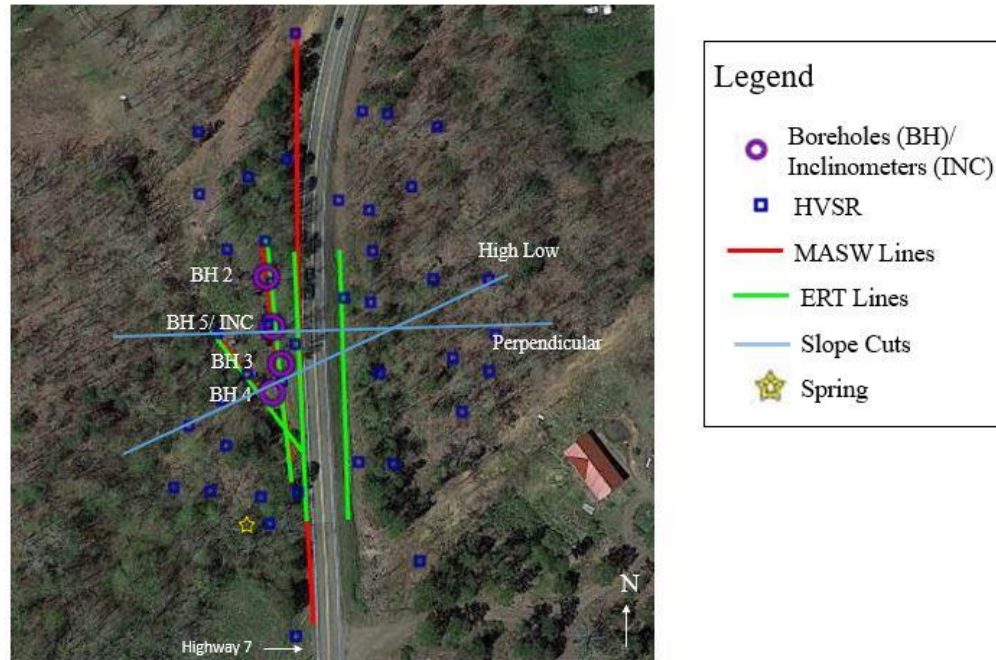 High Low
BH 2
BH 5/ INC
Perpendicular
BH 3
BH 4
N
Highway 7
Legend
Boreholes (BH)/
Inclinometers (INC)
HVSR
MASW Lines
ERT Lines
Slope Cuts
Spring